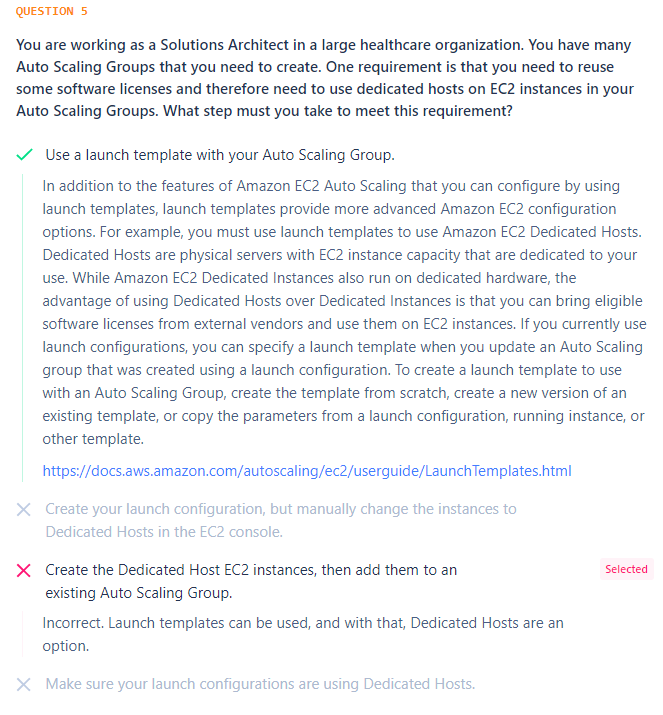 QUESTION 5
You are working as a Solutions Architect in a large healthcare organization. You have many
Auto Scaling Groups that you need to create. One requirement is that you need to reuse
some software licenses and therefore need to use dedicated hosts on EC2 instances in your
Auto Scaling Groups. What step must you take to meet this requirement?
Use a launch template with your Auto Scaling Group.
In addition to the features of Amazon EC2 Auto Scaling that you can configure by using
launch templates, launch templates provide more advanced Amazon EC2 configuration
options. For example, you must use launch templates to use Amazon EC2 Dedicated Hosts.
Dedicated Hosts are physical servers with EC2 instance capacity that are dedicated to your
use. While Amazon EC2 Dedicated Instances also run on dedicated hardware, the
advantage of using Dedicated Hosts over Dedicated Instances is that you can bring eligible
software licenses from external vendors and use them on EC2 instances. If you currently use
launch configurations, you can specify a launch template when you update an Auto Scaling
group that was created using a launch configuration. To create a launch template to use
with an Auto Scaling Group, create the template from scratch, create a new version of an
existing template, or copy the parameters from a launch configuration, running instance, or
other template.
https://docs.aws.amazon.com/autoscaling/ec2/userguide/LaunchTemplates.html
Create your launch configuration, but manually change the instances to
Dedicated Hosts in the EC2 console.
Create the Dedicated Host EC2 instances, then add them to an
existing Auto Scaling Group.
Selected
Incorrect. Launch templates can be used, and with that, Dedicated Hosts are an
option.
Make sure your launch configurations are using Dedicated Hosts.